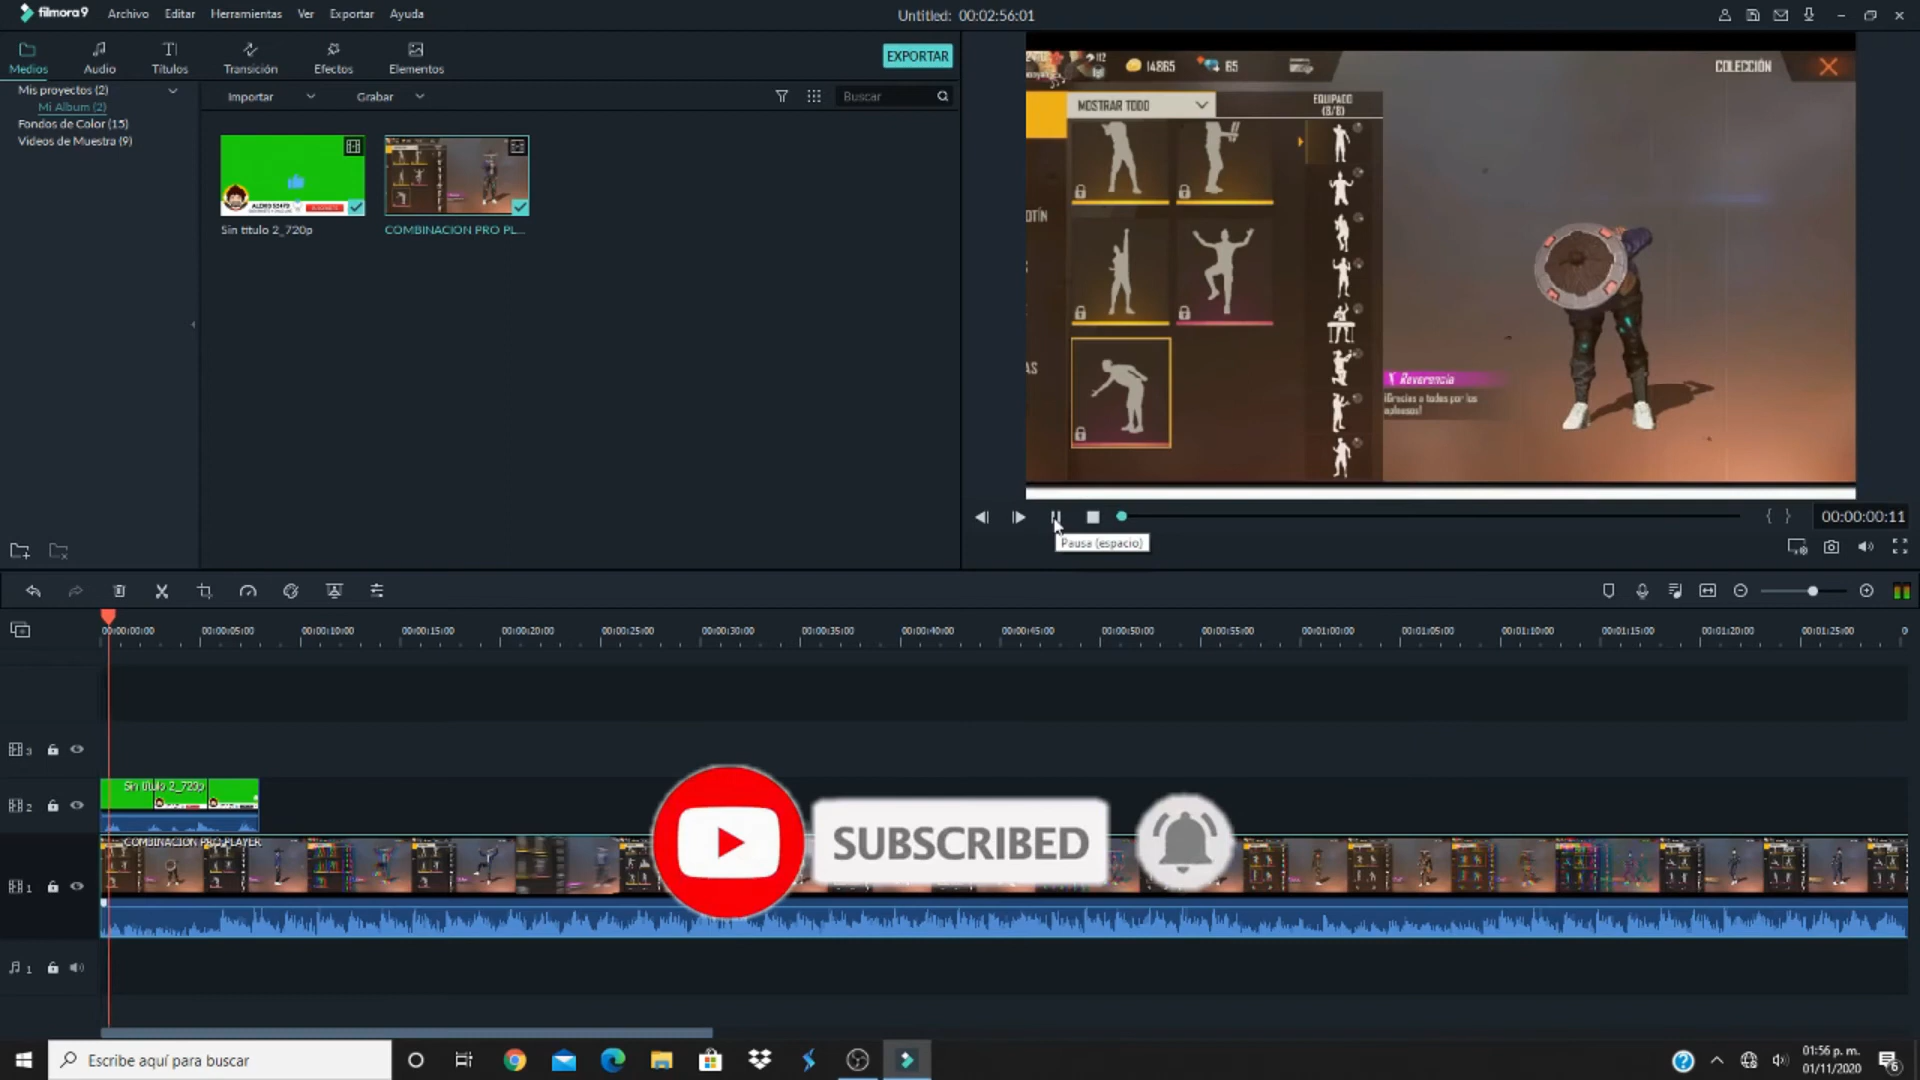 filmora9
Archivo Editar Herramientas Ver Exportar Ayuda
Untitled: 00:02:56:01
Medios Audio Títulos Transición Efectos Elementos
EXPORTAR
Mis proyectos (2)
Mi Album (2)
Fondos de Color (15)
Videos de Muestra (9)
Importar Grabar Buscar
Sin título 2_720p
COMBINACION PRO PL...
14865 65
COLECCIÓN
MOSTRAR TODO
EQUIPADO
(8/8)
Reverencia
¡Gracias a todos por los
aplausos!
00:00:00:11
Pausa (espacio)
00:00:00:00 00:00:05:00 00:00:10:00 00:00:15:00 00:00:20:00 00:00:25:00 00:00:30:00 00:00:35:00 00:00:40:00 00:00:45:00 00:00:50:00 00:00:55:00 00:01:00:00 00:01:05:00 00:01:10:00 00:01:15:00 00:01:20:00 00:01:25:00
3
Sin título 2_720p
2
COMBINACION PRO PLAYER
1
SUBSCRIBED
1
Escribe aquí para buscar
01:56 p. m.
01/11/2020
6